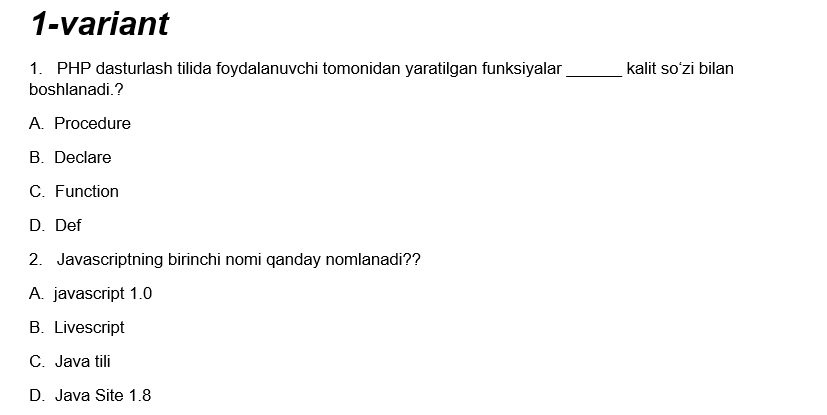 1-variant
1. PHP dasturlash tilida foydalanuvchi tomonidan yaratilgan funksiyalar ______ kalit so‘zi bilan
boshlanadi.?
A. Procedure
B. Declare
C. Function
D. Def
2. Javascriptning birinchi nomi qanday nomlanadi??
A. javascript 1.0
B. Livescript
C. Java tili
D. Java Site 1.8